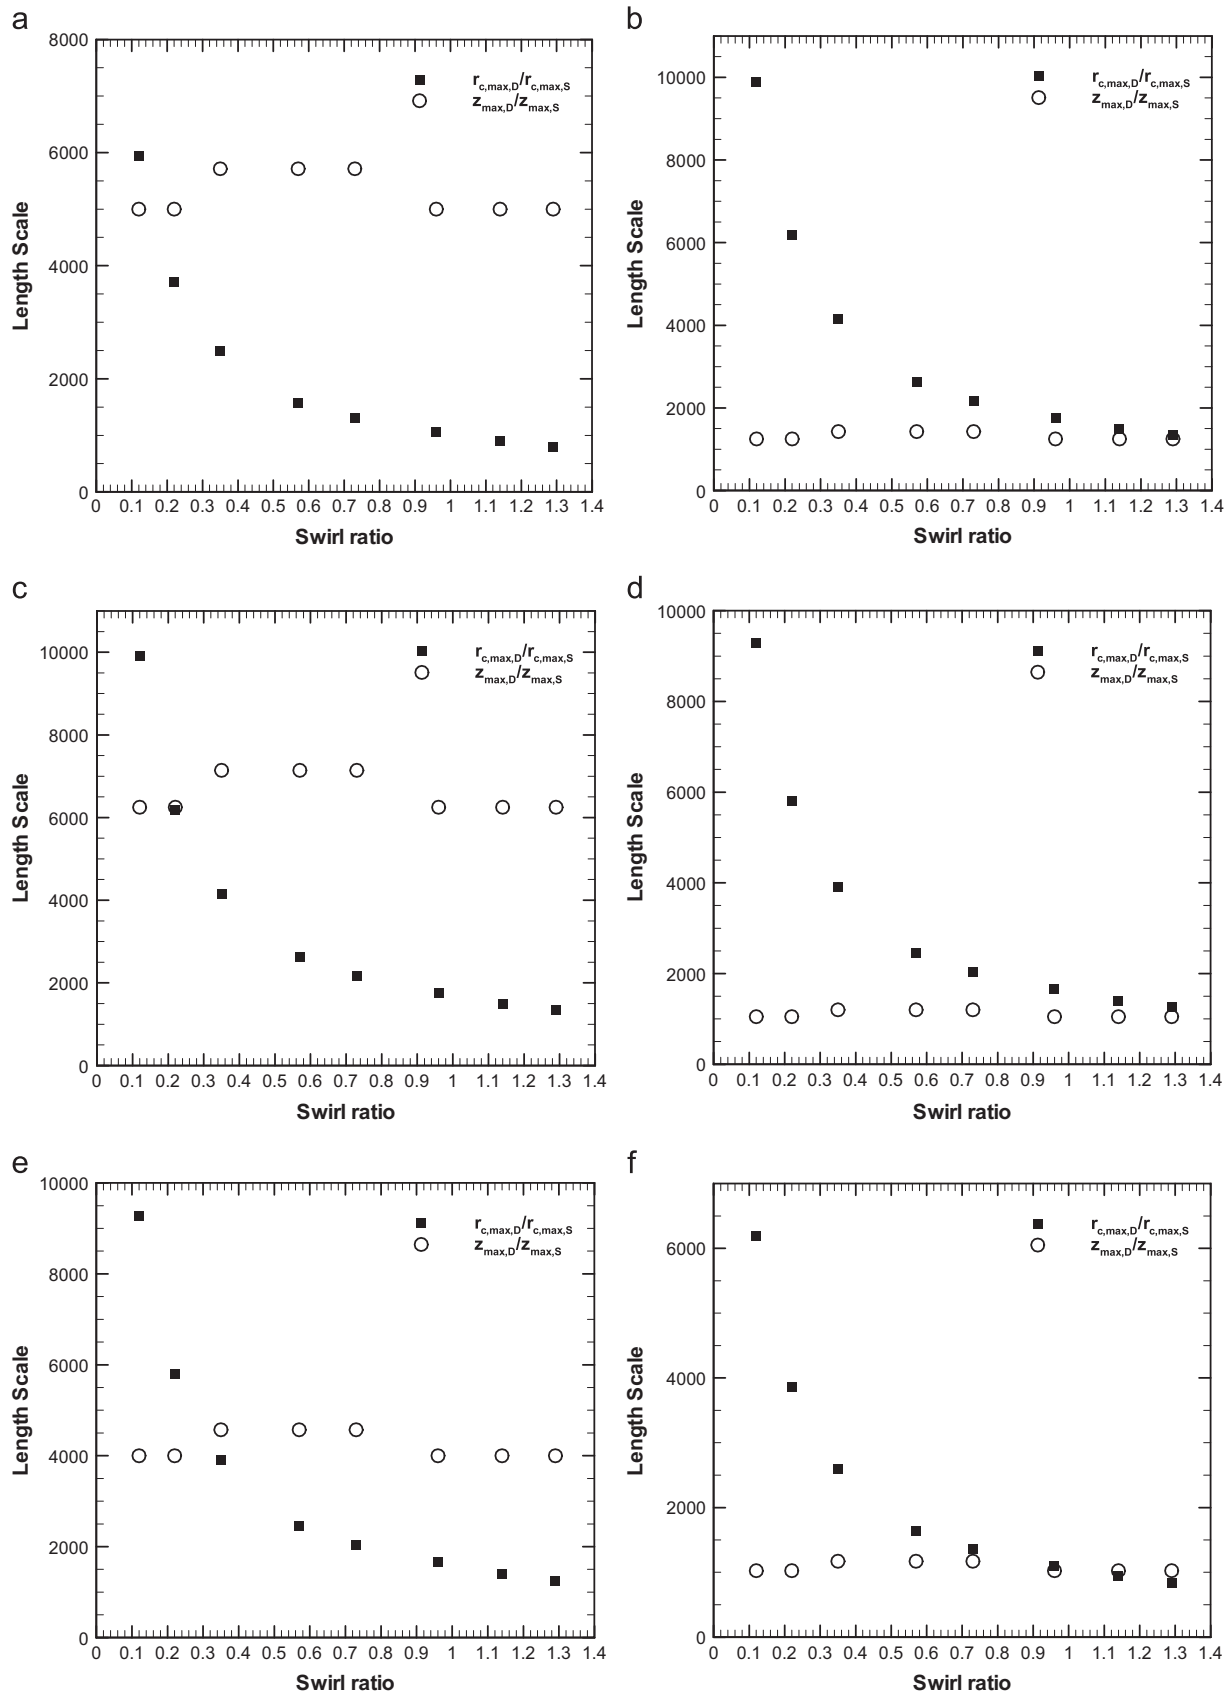 a
8000
6000
4000
2000
0
Length Scale
r_c,max,D/r_c,max,S
z_max,D/z_max,S
0 0.1 0.2 0.3 0.4 0.5 0.6 0.7 0.8 0.9 1 1.1 1.2 1.3 1.4
Swirl ratio
b
10000
8000
6000
4000
2000
0
Length Scale
r_c,max,D/r_c,max,S
z_max,D/z_max,S
0 0.1 0.2 0.3 0.4 0.5 0.6 0.7 0.8 0.9 1 1.1 1.2 1.3 1.4
Swirl ratio
c
10000
8000
6000
4000
2000
0
Length Scale
r_c,max,D/r_c,max,S
z_max,D/z_max,S
0 0.1 0.2 0.3 0.4 0.5 0.6 0.7 0.8 0.9 1 1.1 1.2 1.3 1.4
Swirl ratio
d
10000
8000
6000
4000
2000
0
Length Scale
r_c,max,D/r_c,max,S
z_max,D/z_max,S
0 0.1 0.2 0.3 0.4 0.5 0.6 0.7 0.8 0.9 1 1.1 1.2 1.3 1.4
Swirl ratio
e
10000
8000
6000
4000
2000
0
Length Scale
r_c,max,D/r_c,max,S
z_max,D/z_max,S
0 0.1 0.2 0.3 0.4 0.5 0.6 0.7 0.8 0.9 1 1.1 1.2 1.3 1.4
Swirl ratio
f
6000
4000
2000
0
Length Scale
r_c,max,D/r_c,max,S
z_max,D/z_max,S
0 0.1 0.2 0.3 0.4 0.5 0.6 0.7 0.8 0.9 1 1.1 1.2 1.3 1.4
Swirl ratio